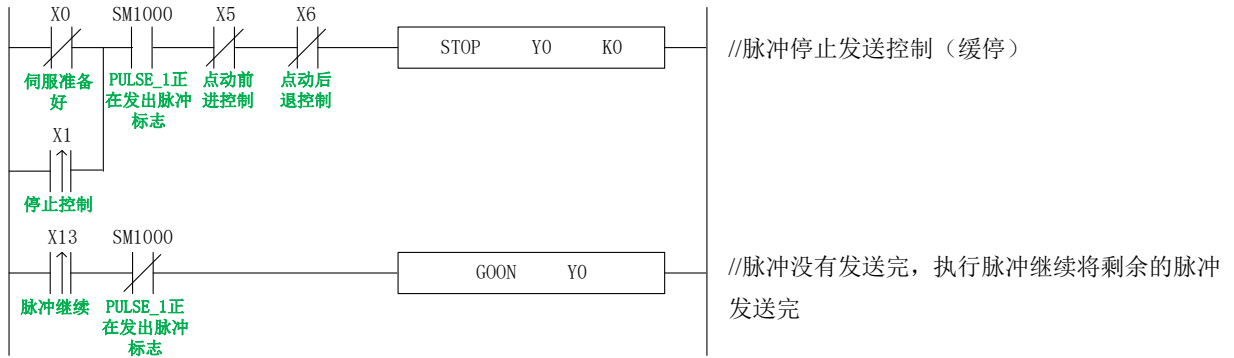 X0 SM1000 X5 X6
STOP Y0 K0
//脉冲停止发送控制（缓停）
伺服准备 PULSE_1正 点动前 点动后
好 在发出脉冲 进控制 退控制
标志
X1
停止控制
X13 SM1000
GOON Y0
//脉冲没有发送完，执行脉冲继续将剩余的脉冲
发送完
脉冲继续 PULSE_1正
在发出脉冲
标志